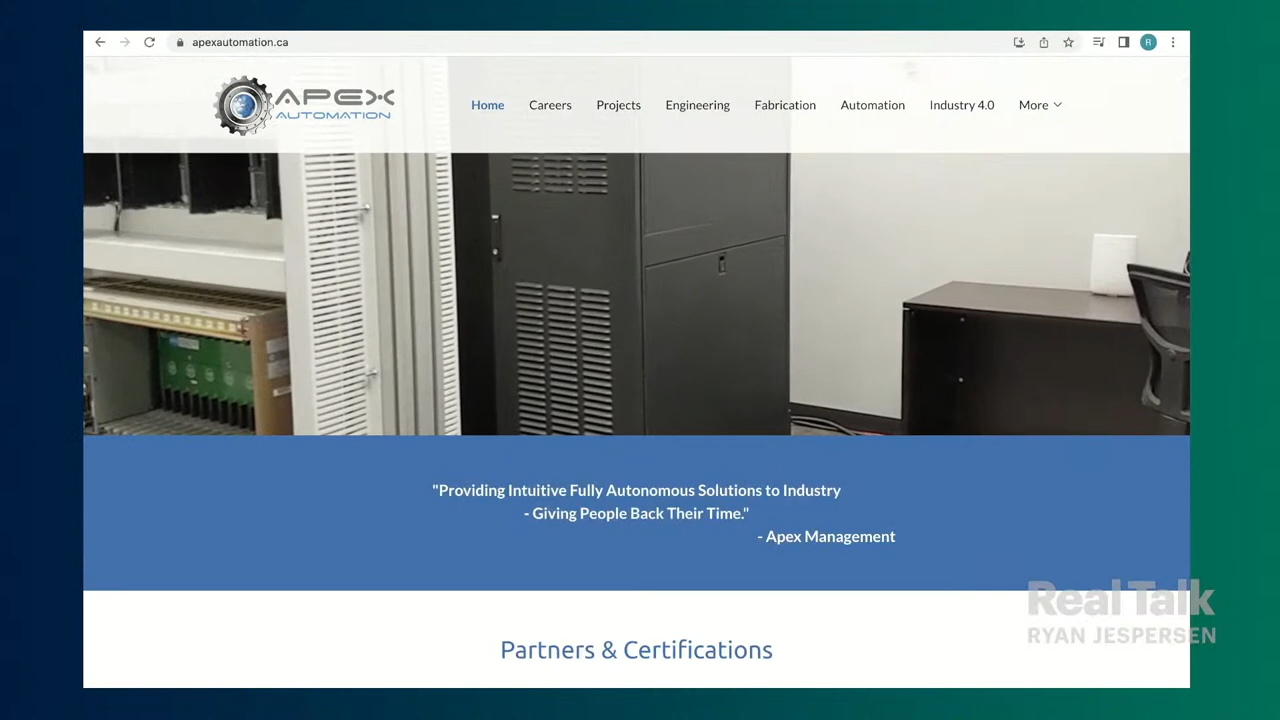 apexautomation.ca
R
APEX
AUTOMATION
Home Careers Projects Engineering Fabrication Automation Industry 4.0 More
"Providing Intuitive Fully Autonomous Solutions to Industry
- Giving People Back Their Time."
- Apex Management
Real Talk
RYAN JESPERSEN
Partners & Certifications